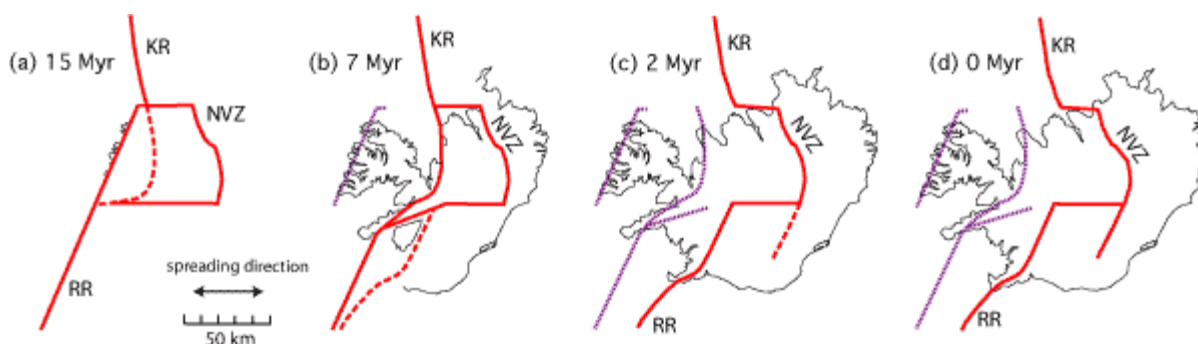 (a) 15 Myr
KR
NVZ
RR
spreading direction
50 km
(b) 7 Myr
KR
NVZ
(c) 2 Myr
KR
NVZ
RR
(d) 0 Myr
KR
NVZ
RR